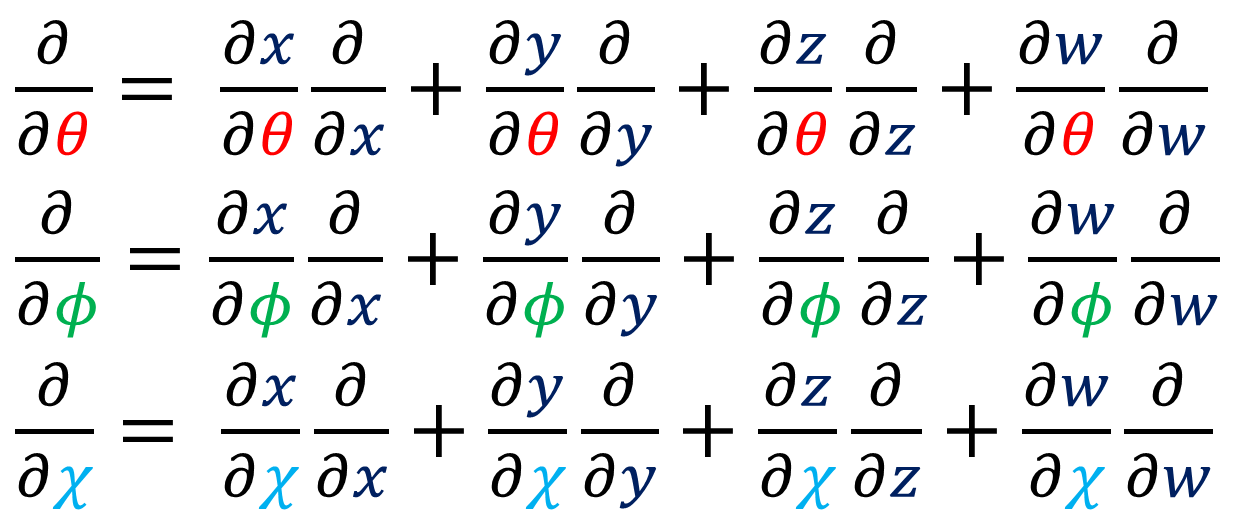 ∂/∂θ = ∂x/∂θ ∂/∂x + ∂y/∂θ ∂/∂y + ∂z/∂θ ∂/∂z + ∂w/∂θ ∂/∂w
∂/∂ϕ = ∂x/∂ϕ ∂/∂x + ∂y/∂ϕ ∂/∂y + ∂z/∂ϕ ∂/∂z + ∂w/∂ϕ ∂/∂w
∂/∂χ = ∂x/∂χ ∂/∂x + ∂y/∂χ ∂/∂y + ∂z/∂χ ∂/∂z + ∂w/∂χ ∂/∂w